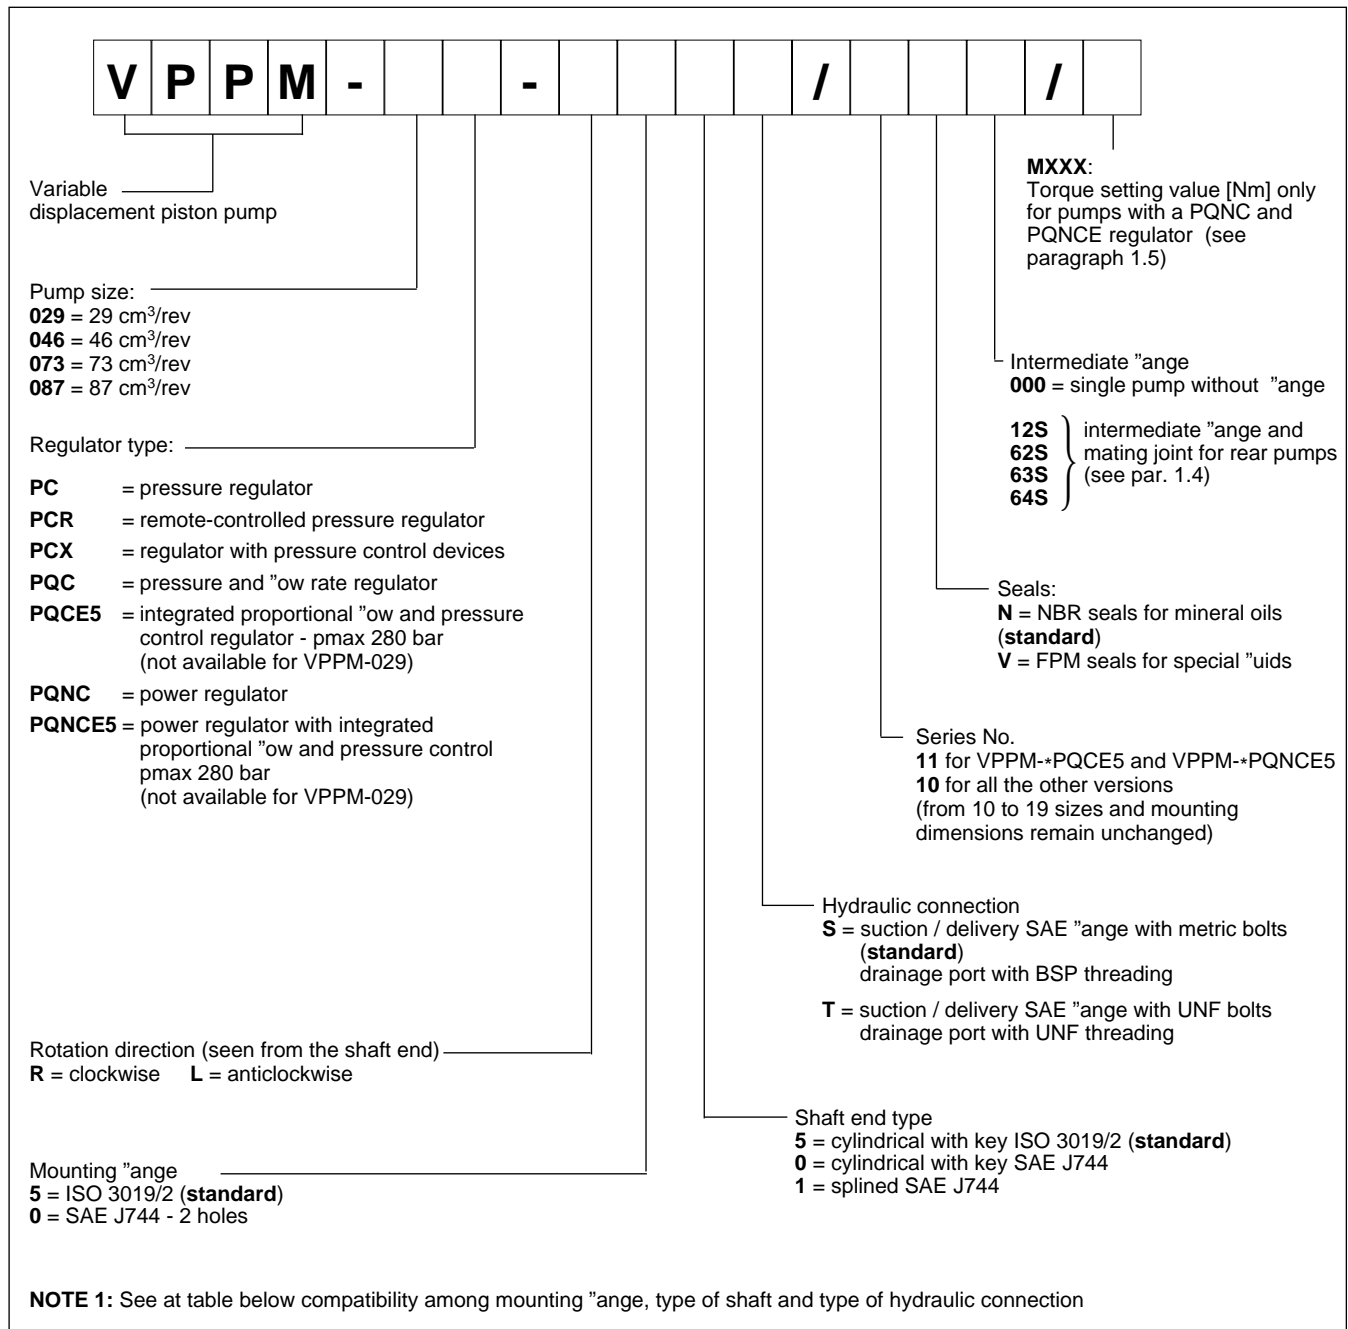 V P P M - - / /
Variable
displacement piston pump
Pump size:
029 = 29 cm³/rev
046 = 46 cm³/rev
073 = 73 cm³/rev
087 = 87 cm³/rev
Regulator type:
PC = pressure regulator
PCR = remote-controlled pressure regulator
PCX = regulator with pressure control devices
PQC = pressure and "ow rate regulator
PQCE5 = integrated proportional "ow and pressure
control regulator - pmax 280 bar
(not available for VPPM-029)
PQNC = power regulator
PQNCE5 = power regulator with integrated
proportional "ow and pressure control
pmax 280 bar
(not available for VPPM-029)
Rotation direction (seen from the shaft end)
R = clockwise L = anticlockwise
Mounting "ange
5 = ISO 3019/2 (standard)
0 = SAE J744 - 2 holes
MXXX:
Torque setting value [Nm] only
for pumps with a PQNC and
PQNCE regulator (see
paragraph 1.5)
Intermediate "ange
000 = single pump without "ange
12S
62S
63S
64S
intermediate "ange and
mating joint for rear pumps
(see par. 1.4)
Seals:
N = NBR seals for mineral oils
(standard)
V = FPM seals for special "uids
Series No.
11 for VPPM-*PQCE5 and VPPM-*PQNCE5
10 for all the other versions
(from 10 to 19 sizes and mounting
dimensions remain unchanged)
Hydraulic connection
S = suction / delivery SAE "ange with metric bolts
(standard)
drainage port with BSP threading
T = suction / delivery SAE "ange with UNF bolts
drainage port with UNF threading
Shaft end type
5 = cylindrical with key ISO 3019/2 (standard)
0 = cylindrical with key SAE J744
1 = splined SAE J744
NOTE 1: See at table below compatibility among mounting "ange, type of shaft and type of hydraulic connection